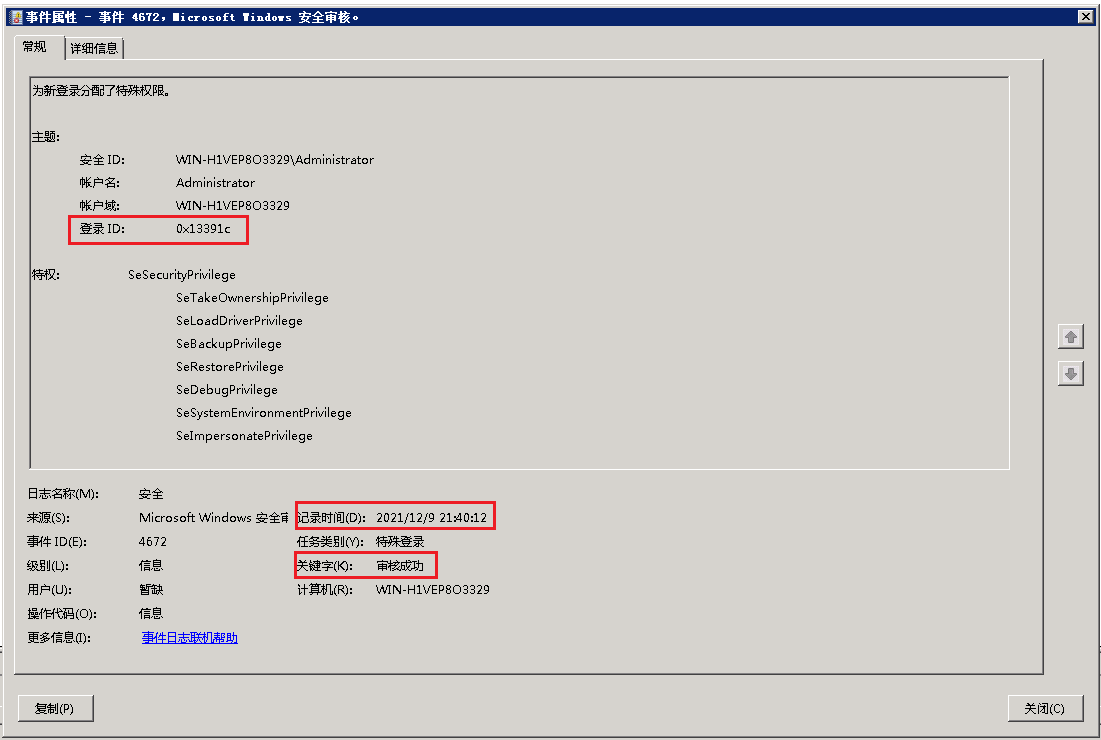 事件属性 - 事件 4672，Microsoft Windows 安全审核。
常规 详细信息
为新登录分配了特殊权限。
主题:
安全 ID: WIN-H1VEP8O3329\Administrator
帐户名: Administrator
帐户域: WIN-H1VEP8O3329
登录 ID: 0x13391c
特权: SeSecurityPrivilege
SeTakeOwnershipPrivilege
SeLoadDriverPrivilege
SeBackupPrivilege
SeRestorePrivilege
SeDebugPrivilege
SeSystemEnvironmentPrivilege
SeImpersonatePrivilege
日志名称(M): 安全
来源(S): Microsoft Windows 安全审 记录时间(D): 2021/12/9 21:40:12
事件 ID(E): 4672 任务类别(Y): 特殊登录
级别(L): 信息 关键字(K): 审核成功
用户(U): 暂缺 计算机(R): WIN-H1VEP8O3329
操作代码(O): 信息
更多信息(I): 事件日志联机帮助
复制(P) 关闭(C)